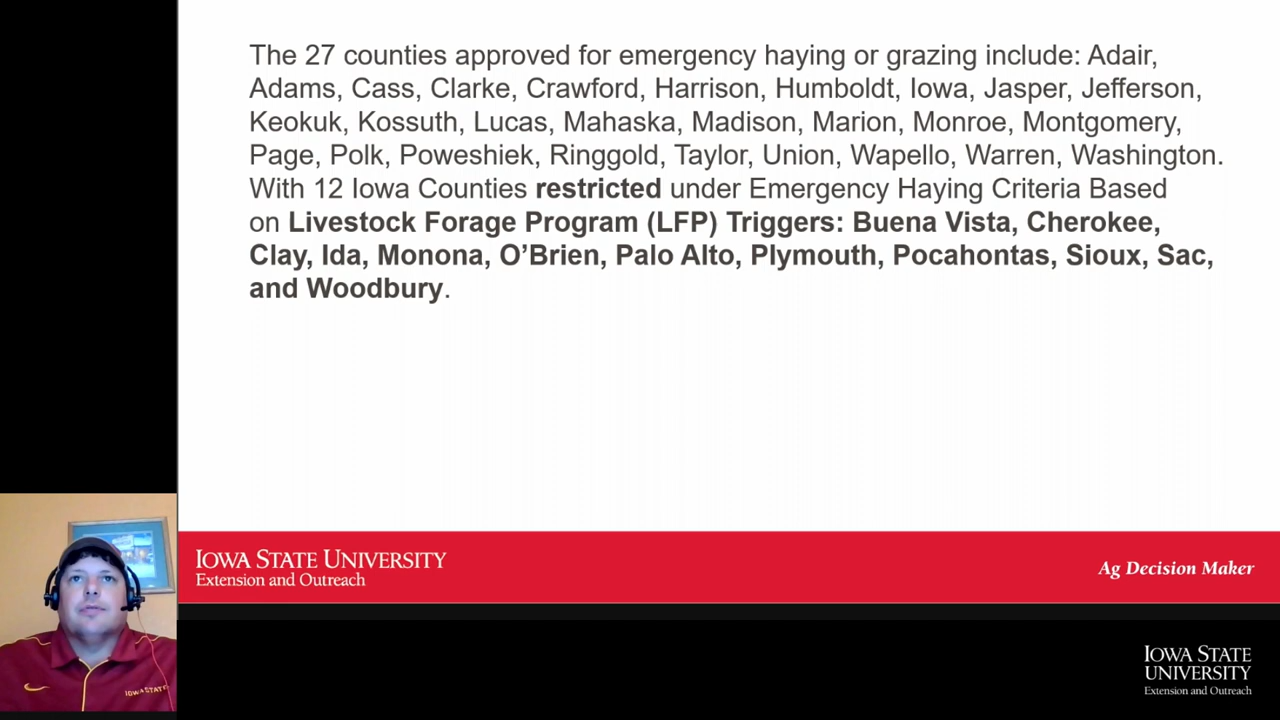 The 27 counties approved for emergency haying or grazing include: Adair,
Adams, Cass, Clarke, Crawford, Harrison, Humboldt, Iowa, Jasper, Jefferson,
Keokuk, Kossuth, Lucas, Mahaska, Madison, Marion, Monroe, Montgomery,
Page, Polk, Poweshiek, Ringgold, Taylor, Union, Wapello, Warren, Washington.
With 12 Iowa Counties restricted under Emergency Haying Criteria Based
on Livestock Forage Program (LFP) Triggers: Buena Vista, Cherokee,
Clay, Ida, Monona, O’Brien, Palo Alto, Plymouth, Pocahontas, Sioux, Sac,
and Woodbury.
IOWA STATE UNIVERSITY
Extension and Outreach
Ag Decision Maker
IOWA STATE
IOWA STATE
UNIVERSITY
Extension and Outreach